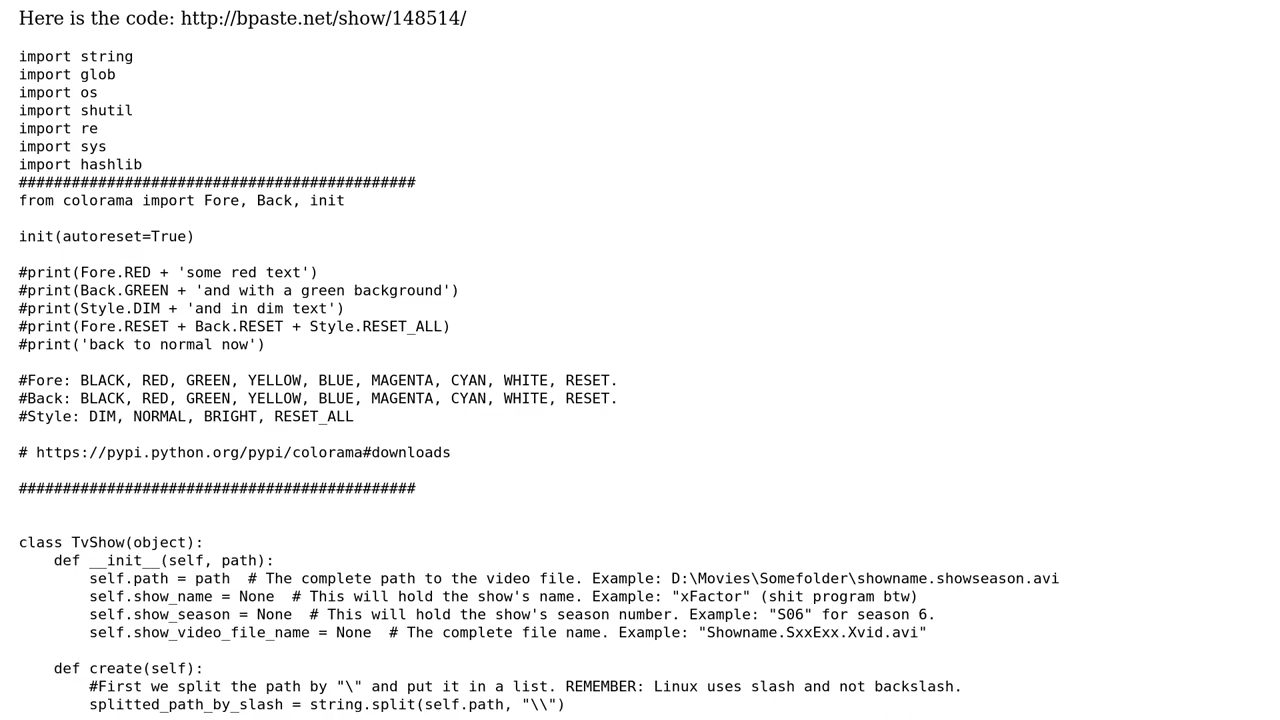 Here is the code: http://bpaste.net/show/148514/
import string
import glob
import os
import shutil
import re
import sys
import hashlib
#############################################
from colorama import Fore, Back, init
init(autoreset=True)
#print(Fore.RED + 'some red text')
#print(Back.GREEN + 'and with a green background')
#print(Style.DIM + 'and in dim text')
#print(Fore.RESET + Back.RESET + Style.RESET_ALL)
#print('back to normal now')
#Fore: BLACK, RED, GREEN, YELLOW, BLUE, MAGENTA, CYAN, WHITE, RESET.
#Back: BLACK, RED, GREEN, YELLOW, BLUE, MAGENTA, CYAN, WHITE, RESET.
#Style: DIM, NORMAL, BRIGHT, RESET_ALL
# https://pypi.python.org/pypi/colorama#downloads
#############################################
class TvShow(object):
    def __init__(self, path):
        self.path = path  # The complete path to the video file. Example: D:\Movies\Somefolder\showname.showseason.avi
        self.show_name = None  # This will hold the show's name. Example: "xFactor" (shit program btw)
        self.show_season = None  # This will hold the show's season number. Example: "S06" for season 6.
        self.show_video_file_name = None  # The complete file name. Example: "Showname.SxxExx.Xvid.avi"
    def create(self):
        #First we split the path by "\" and put it in a list. REMEMBER: Linux uses slash and not backslash.
        splitted_path_by_slash = string.split(self.path, "\\")